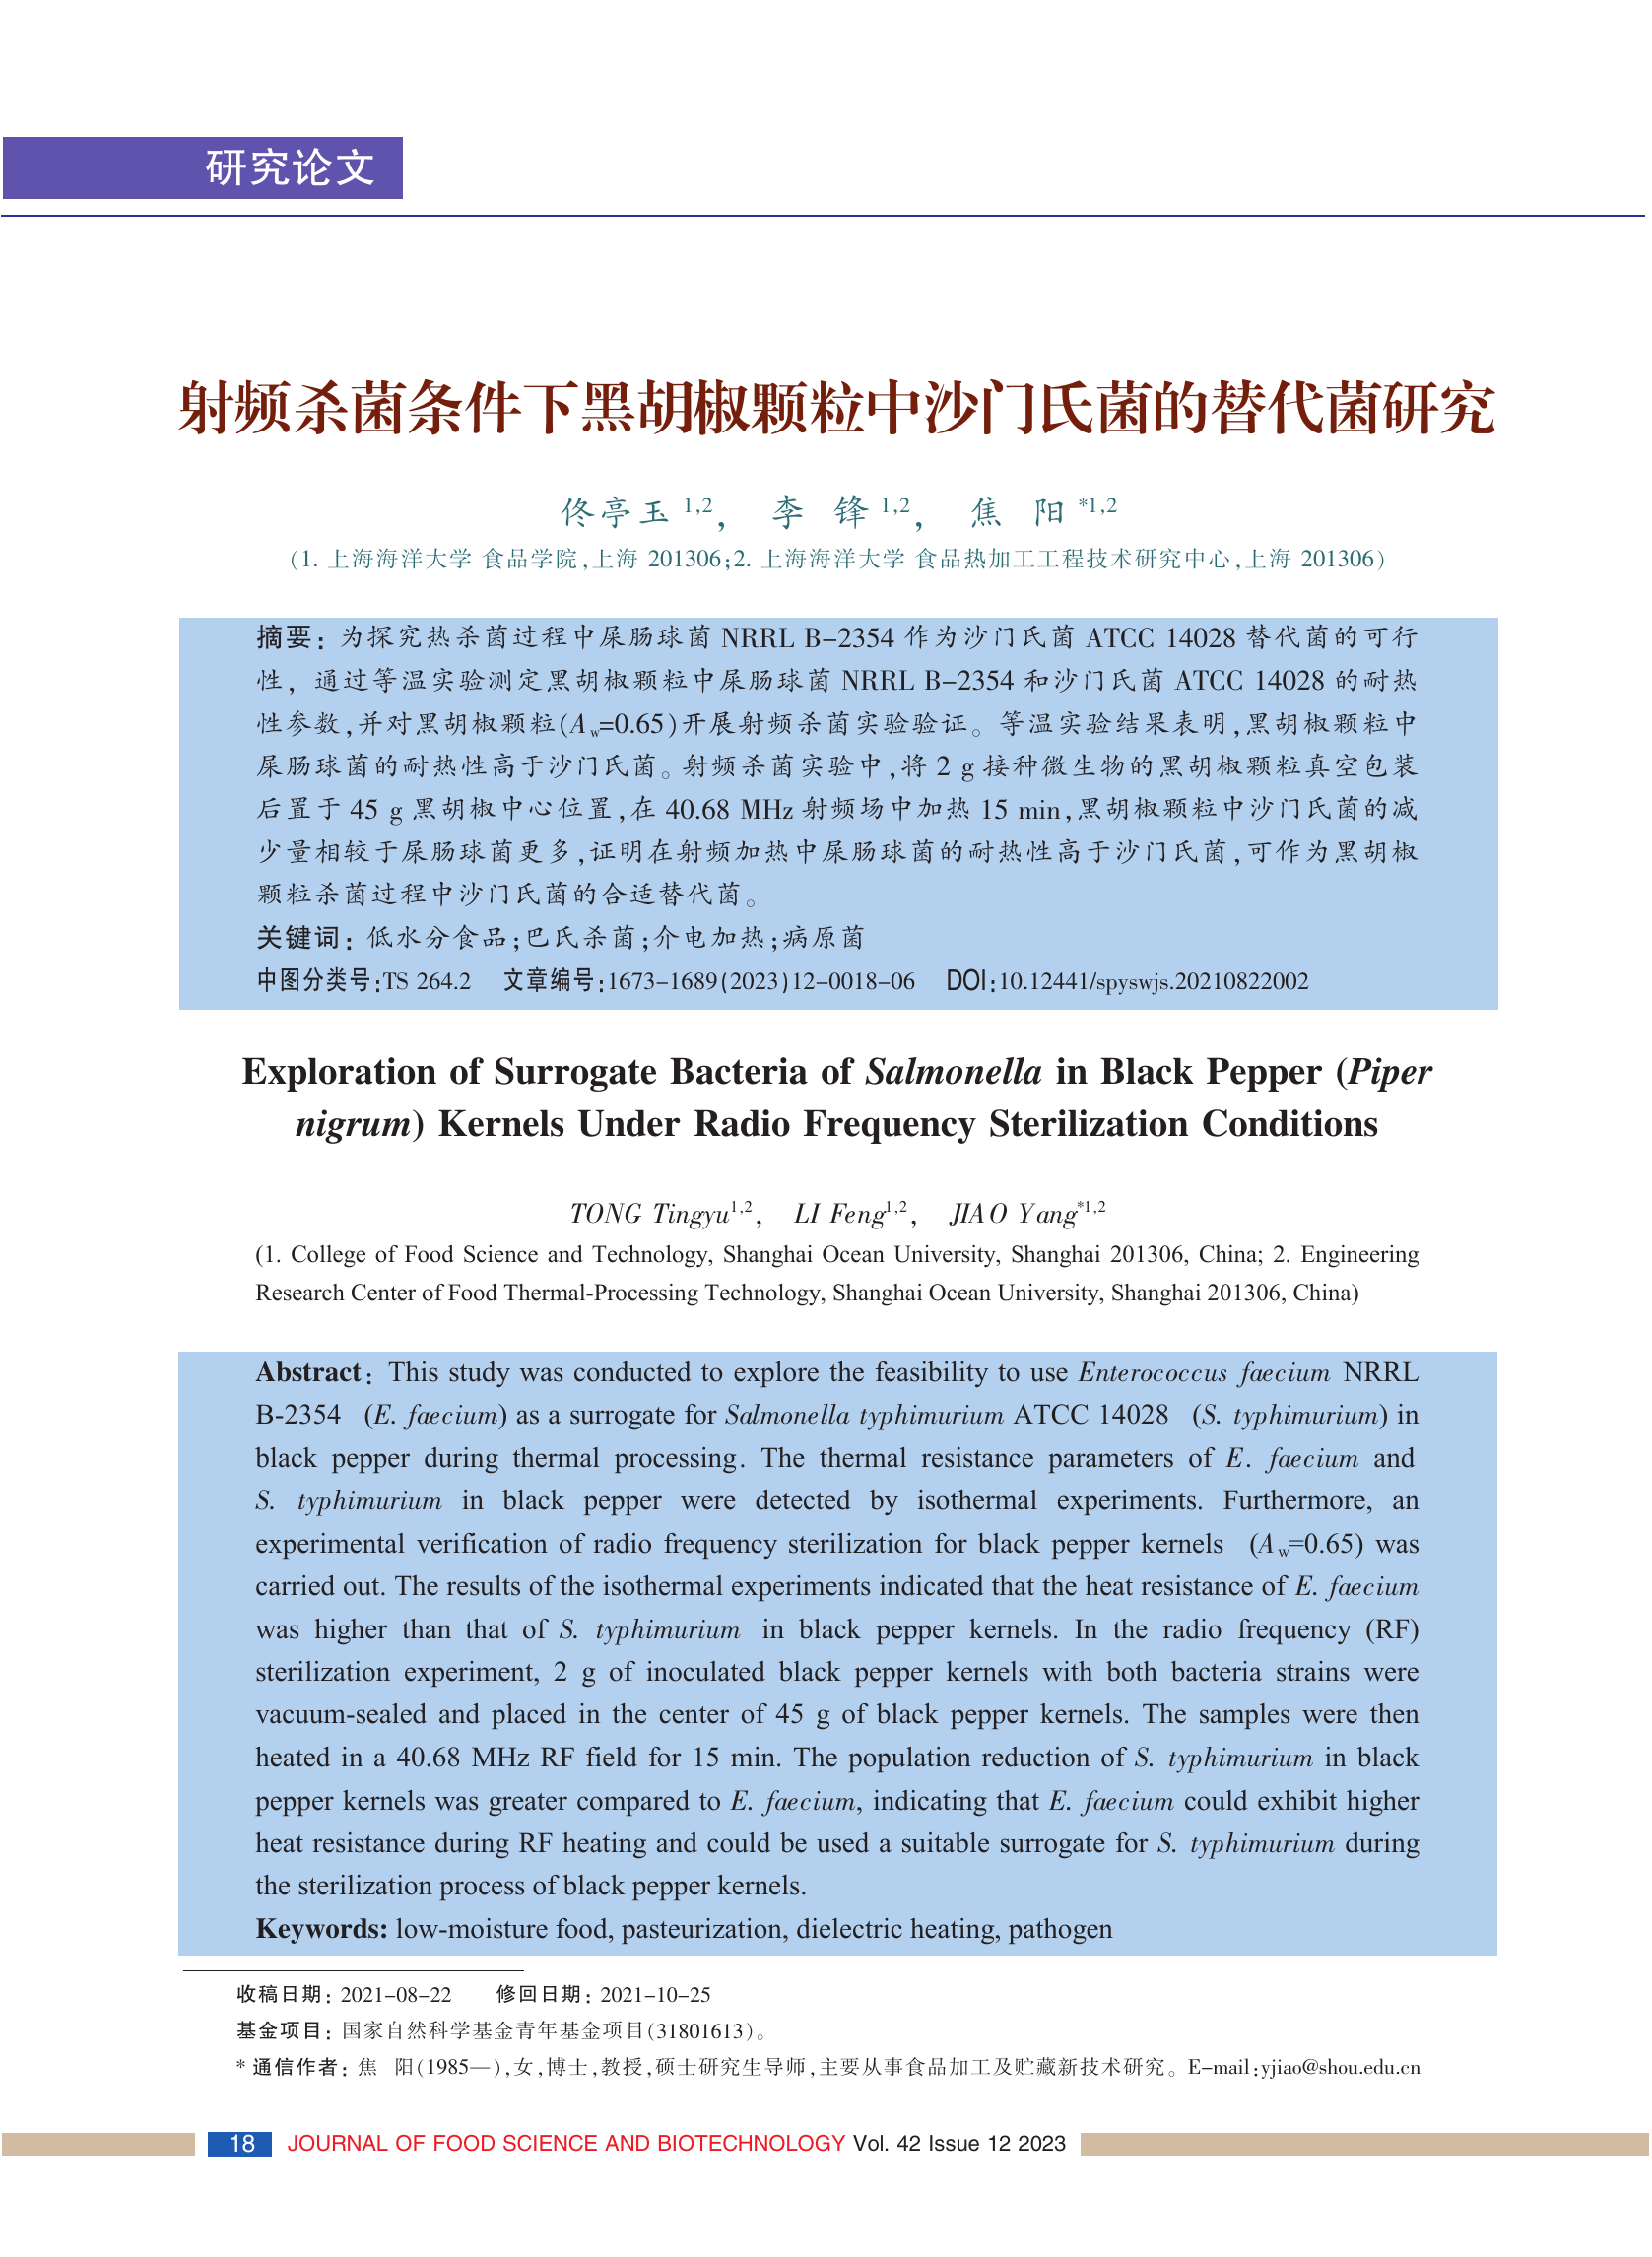 研究论文
射频杀菌条件下黑胡椒颗粒中沙门氏菌的替代菌研究
佟亭玉 1,2， 李 锋 1,2， 焦 阳 *1,2
(1. 上海海洋大学 食品学院,上海 201306;2. 上海海洋大学 食品热加工工程技术研究中心,上海 201306)
摘要：为探究热杀菌过程中屎肠球菌 NRRL B-2354 作为沙门氏菌 ATCC 14028 替代菌的可行
性，通过等温实验测定黑胡椒颗粒中屎肠球菌 NRRL B-2354 和沙门氏菌 ATCC 14028 的耐热
性参数,并对黑胡椒颗粒(Aw=0.65)开展射频杀菌实验验证。等温实验结果表明,黑胡椒颗粒中
屎肠球菌的耐热性高于沙门氏菌。射频杀菌实验中,将 2 g 接种微生物的黑胡椒颗粒真空包装
后置于 45 g 黑胡椒中心位置,在 40.68 MHz 射频场中加热 15 min,黑胡椒颗粒中沙门氏菌的减
少量相较于屎肠球菌更多,证明在射频加热中屎肠球菌的耐热性高于沙门氏菌,可作为黑胡椒
颗粒杀菌过程中沙门氏菌的合适替代菌。
关键词：低水分食品;巴氏杀菌;介电加热;病原菌
中图分类号:TS 264.2 文章编号:1673-1689(2023)12-0018-06 DOI:10.12441/spyswjs.20210822002
Exploration of Surrogate Bacteria of Salmonella in Black Pepper (Piper
nigrum) Kernels Under Radio Frequency Sterilization Conditions
TONG Tingyu1,2, LI Feng1,2, JIAO Yang*1,2
(1. College of Food Science and Technology, Shanghai Ocean University, Shanghai 201306, China; 2. Engineering
Research Center of Food Thermal-Processing Technology, Shanghai Ocean University, Shanghai 201306, China)
Abstract: This study was conducted to explore the feasibility to use Enterococcus faecium NRRL
B-2354 (E. faecium) as a surrogate for Salmonella typhimurium ATCC 14028 (S. typhimurium) in
black pepper during thermal processing. The thermal resistance parameters of E. faecium and
S. typhimurium in black pepper were detected by isothermal experiments. Furthermore, an
experimental verification of radio frequency sterilization for black pepper kernels (Aw=0.65) was
carried out. The results of the isothermal experiments indicated that the heat resistance of E. faecium
was higher than that of S. typhimurium in black pepper kernels. In the radio frequency (RF)
sterilization experiment, 2 g of inoculated black pepper kernels with both bacteria strains were
vacuum-sealed and placed in the center of 45 g of black pepper kernels. The samples were then
heated in a 40.68 MHz RF field for 15 min. The population reduction of S. typhimurium in black
pepper kernels was greater compared to E. faecium, indicating that E. faecium could exhibit higher
heat resistance during RF heating and could be used a suitable surrogate for S. typhimurium during
the sterilization process of black pepper kernels.
Keywords: low-moisture food, pasteurization, dielectric heating, pathogen
收稿日期：2021-08-22 修回日期：2021-10-25
基金项目：国家自然科学基金青年基金项目(31801613)。
* 通信作者：焦 阳(1985—),女,博士,教授,硕士研究生导师,主要从事食品加工及贮藏新技术研究。E-mail:yjiao@shou.edu.cn
18 JOURNAL OF FOOD SCIENCE AND BIOTECHNOLOGY Vol. 42 Issue 12 2023